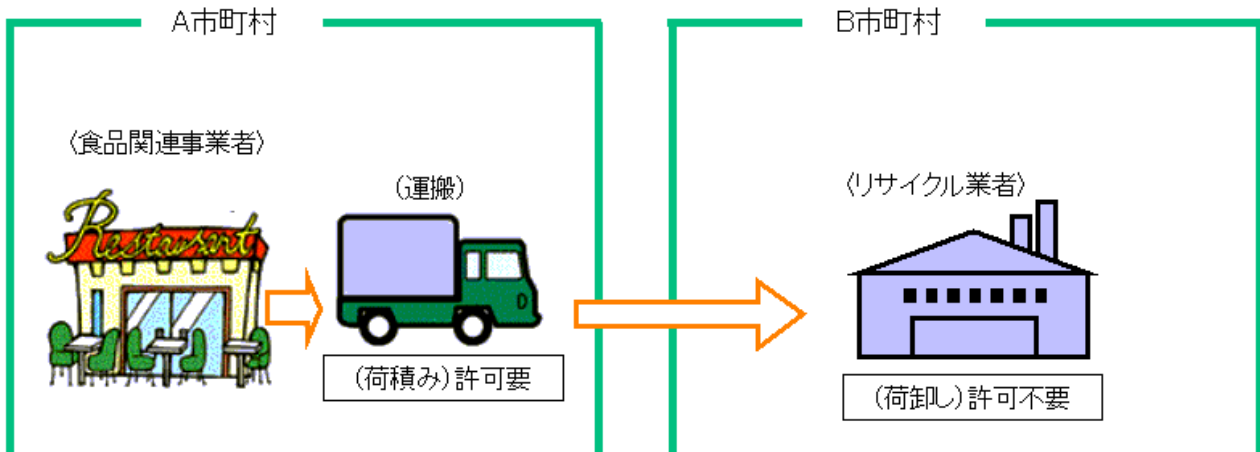 A市町村
B市町村
〈食品関連事業者〉
(運搬)
〈リサイクル業者〉
Restaurant
(荷積み)許可要
(荷卸し)許可不要